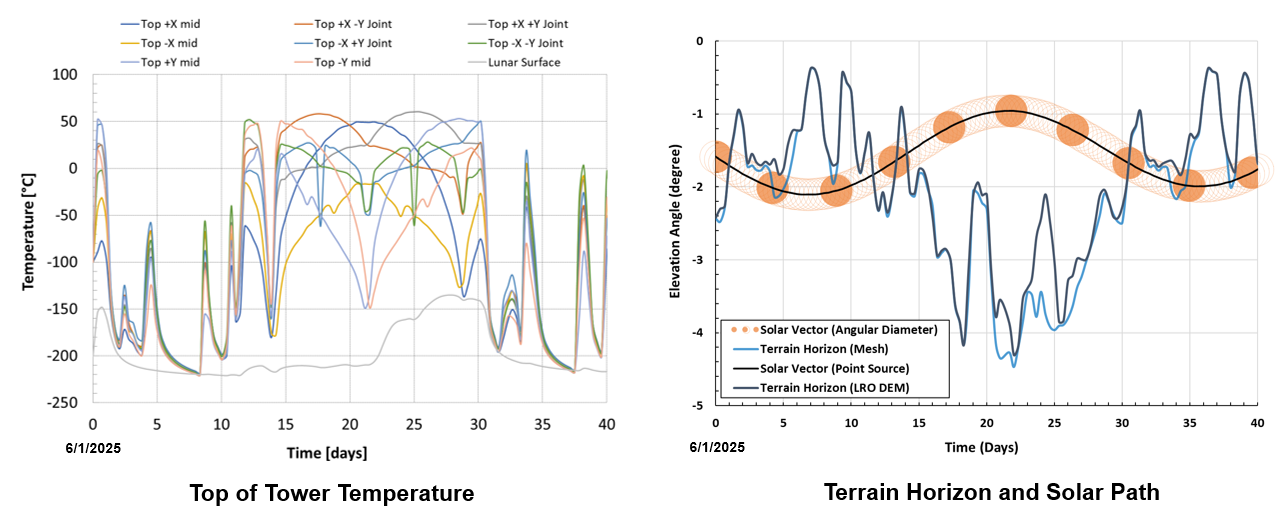 Top +X mid
Top +X -Y Joint
Top +X +Y Joint
Top -X mid
Top -X +Y Joint
Top -X -Y Joint
Top +Y mid
Top -Y mid
Lunar Surface
100
50
0
-50
-100
-150
-200
-250
Temperature [°C]
0 5 10 15 20 25 30 35 40
6/1/2025
Time [days]
Top of Tower Temperature
0
-1
-2
-3
-4
-5
Elevation Angle (degree)
Solar Vector (Angular Diameter)
Terrain Horizon (Mesh)
Solar Vector (Point Source)
Terrain Horizon (LRO DEM)
0 5 10 15 20 25 30 35 40
6/1/2025
Time (Days)
Terrain Horizon and Solar Path